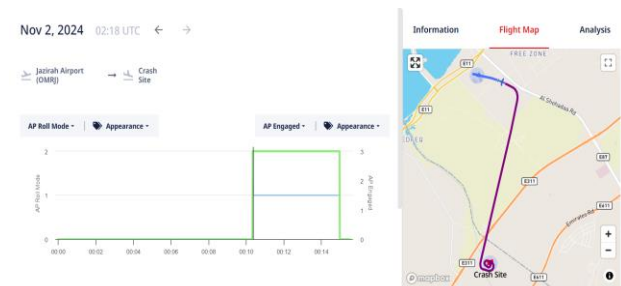 Nov 2, 2024 02:18 UTC ← →
Jazirah Airport (OMRJ) → Crash Site
AP Roll Mode
Appearance
AP Engaged
Appearance
2
1
0
AP Roll Mode
3
2
1
0
AP Engaged
00:00 00:02 00:04 00:06 00:08 00:10 00:12 00:14
Information Flight Map Analysis
FREE ZONE
E11
Al Shohadaa Rd
E11
E87
E311
E611
Emirates Rd
E311
Crash Site
E611
+
−
mapbox